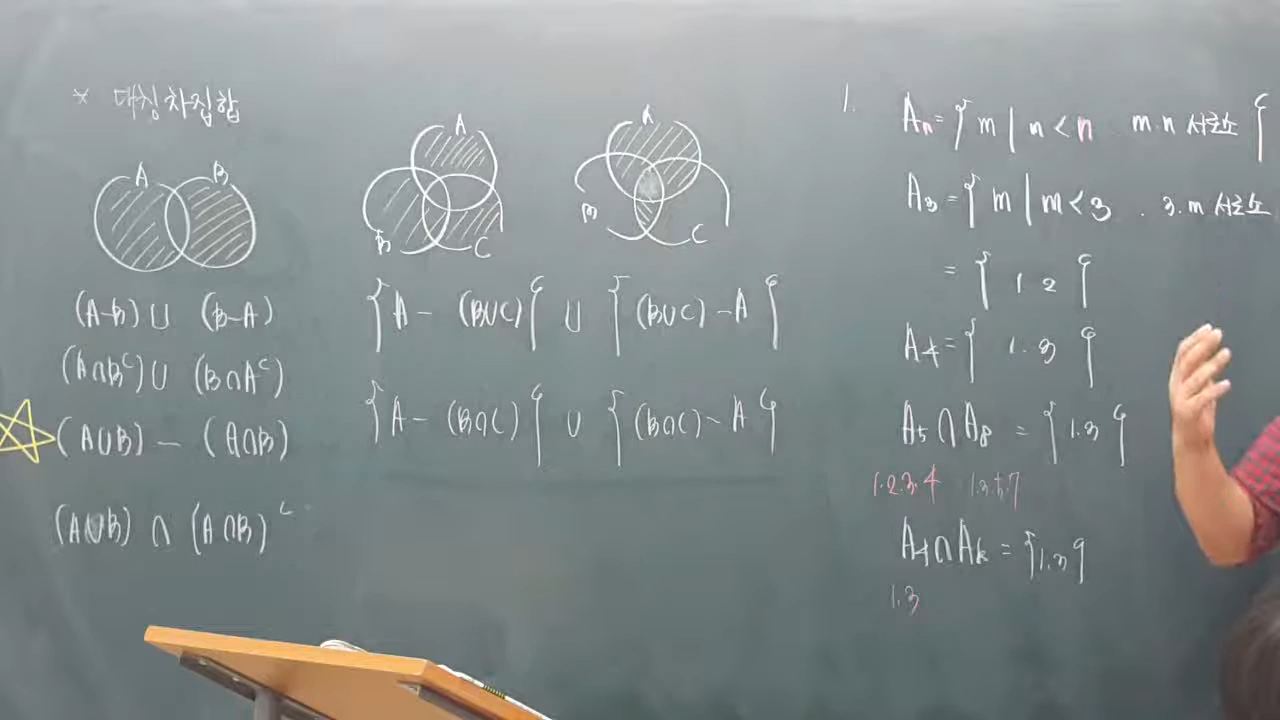 * 대칭차집합
A B
(A-B) ∪ (B-A)
(A∩B^C) ∪ (B∩A^C)
(A∪B) - (A∩B)
(A∪B) ∩ (A∩B)^C
A
B C
A
B C
{A - (B∪C)} ∪ {(B∪C) - A}
{A - (B∩C)} ∪ {(B∩C) - A}
1.
Aₙ = {m | n < n m.n 서로소}
A₃ = {m | m < 3 . 3.m 서로소
= {1 2}
A₄ = {1.3}
A₅ ∩ A₈ = {1.3}
1.2.3.4 1.3.5.7
A₄ ∩ Aₖ = {1.3}
1.3